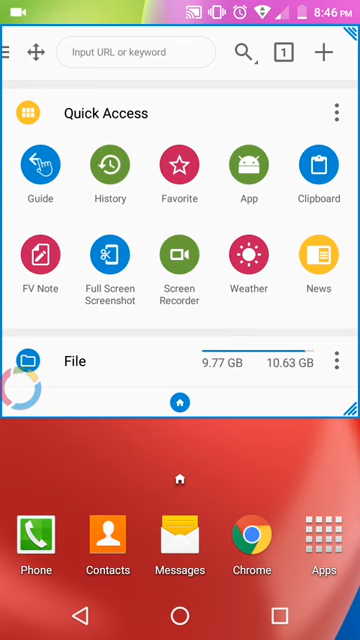 8:46 PM
Input URL or keyword
1
Quick Access
Guide
History
Favorite
App
Clipboard
FV Note
Full Screen
Screenshot
Screen
Recorder
Weather
News
File
9.77 GB
10.63 GB
Phone
Contacts
Messages
Chrome
Apps